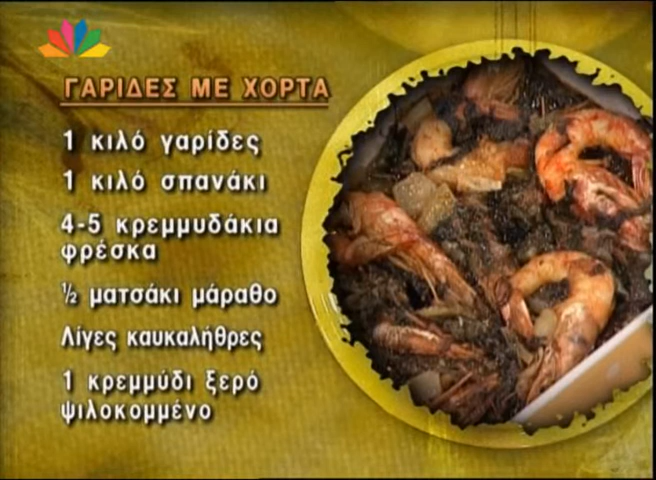 ΓΑΡΙΔΕΣ ΜΕ ΧΟΡΤΑ
1 κιλό γαρίδες
1 κιλό σπανάκι
4-5 κρεμμυδάκια
φρέσκα
½ ματσάκι μάραθο
Λίγες καυκαλήθρες
1 κρεμμύδι ξερό
ψιλοκομμένο